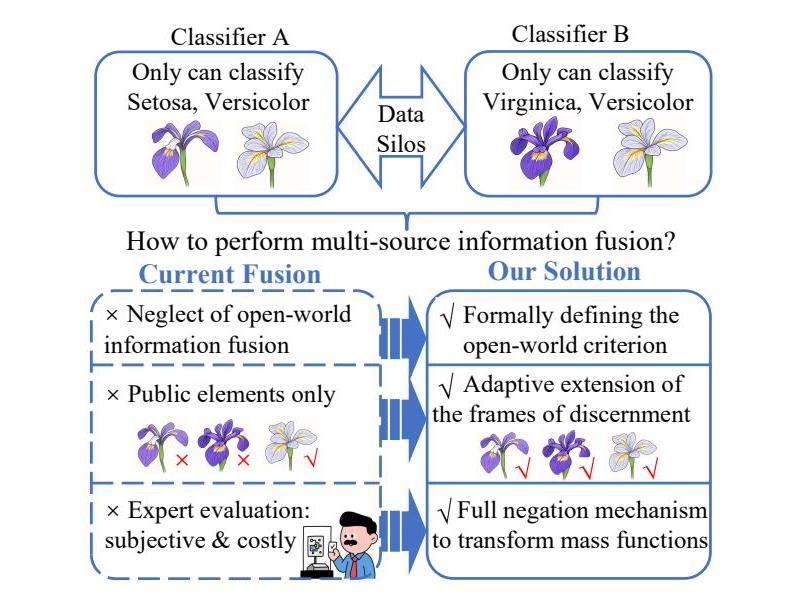 Classifier A
Classifier B
Only can classify
Setosa, Versicolor
Data
Silos
Only can classify
Virginica, Versicolor
How to perform multi-source information fusion?
Current Fusion
Our Solution
× Neglect of open-world
information fusion
√ Formally defining the
open-world criterion
× Public elements only
× × √
√ Adaptive extension of
the frames of discernment
√ √ √
× Expert evaluation:
subjective & costly
√ Full negation mechanism
to transform mass functions